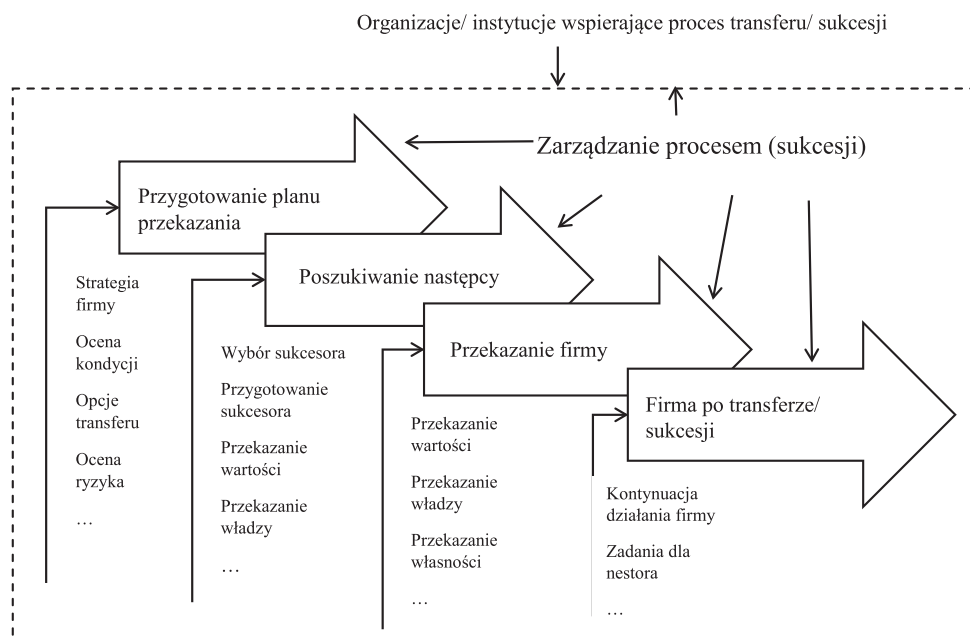 Organizacje/ instytucje wspierające proces transferu/ sukcesji
Zarządzanie procesem (sukcesji)
Przygotowanie planu
przekazania
Strategia
firmy
Ocena
kondycji
Opcje
transferu
Ocena
ryzyka
…
Poszukiwanie następcy
Wybór sukcesora
Przygotowanie
sukcesora
Przekazanie
wartości
Przekazanie
władzy
…
Przekazanie firmy
Przekazanie
wartości
Przekazanie
władzy
Przekazanie
własności
…
Firma po transferze/
sukcesji
Kontynuacja
działania firmy
Zadania dla
nestora
…